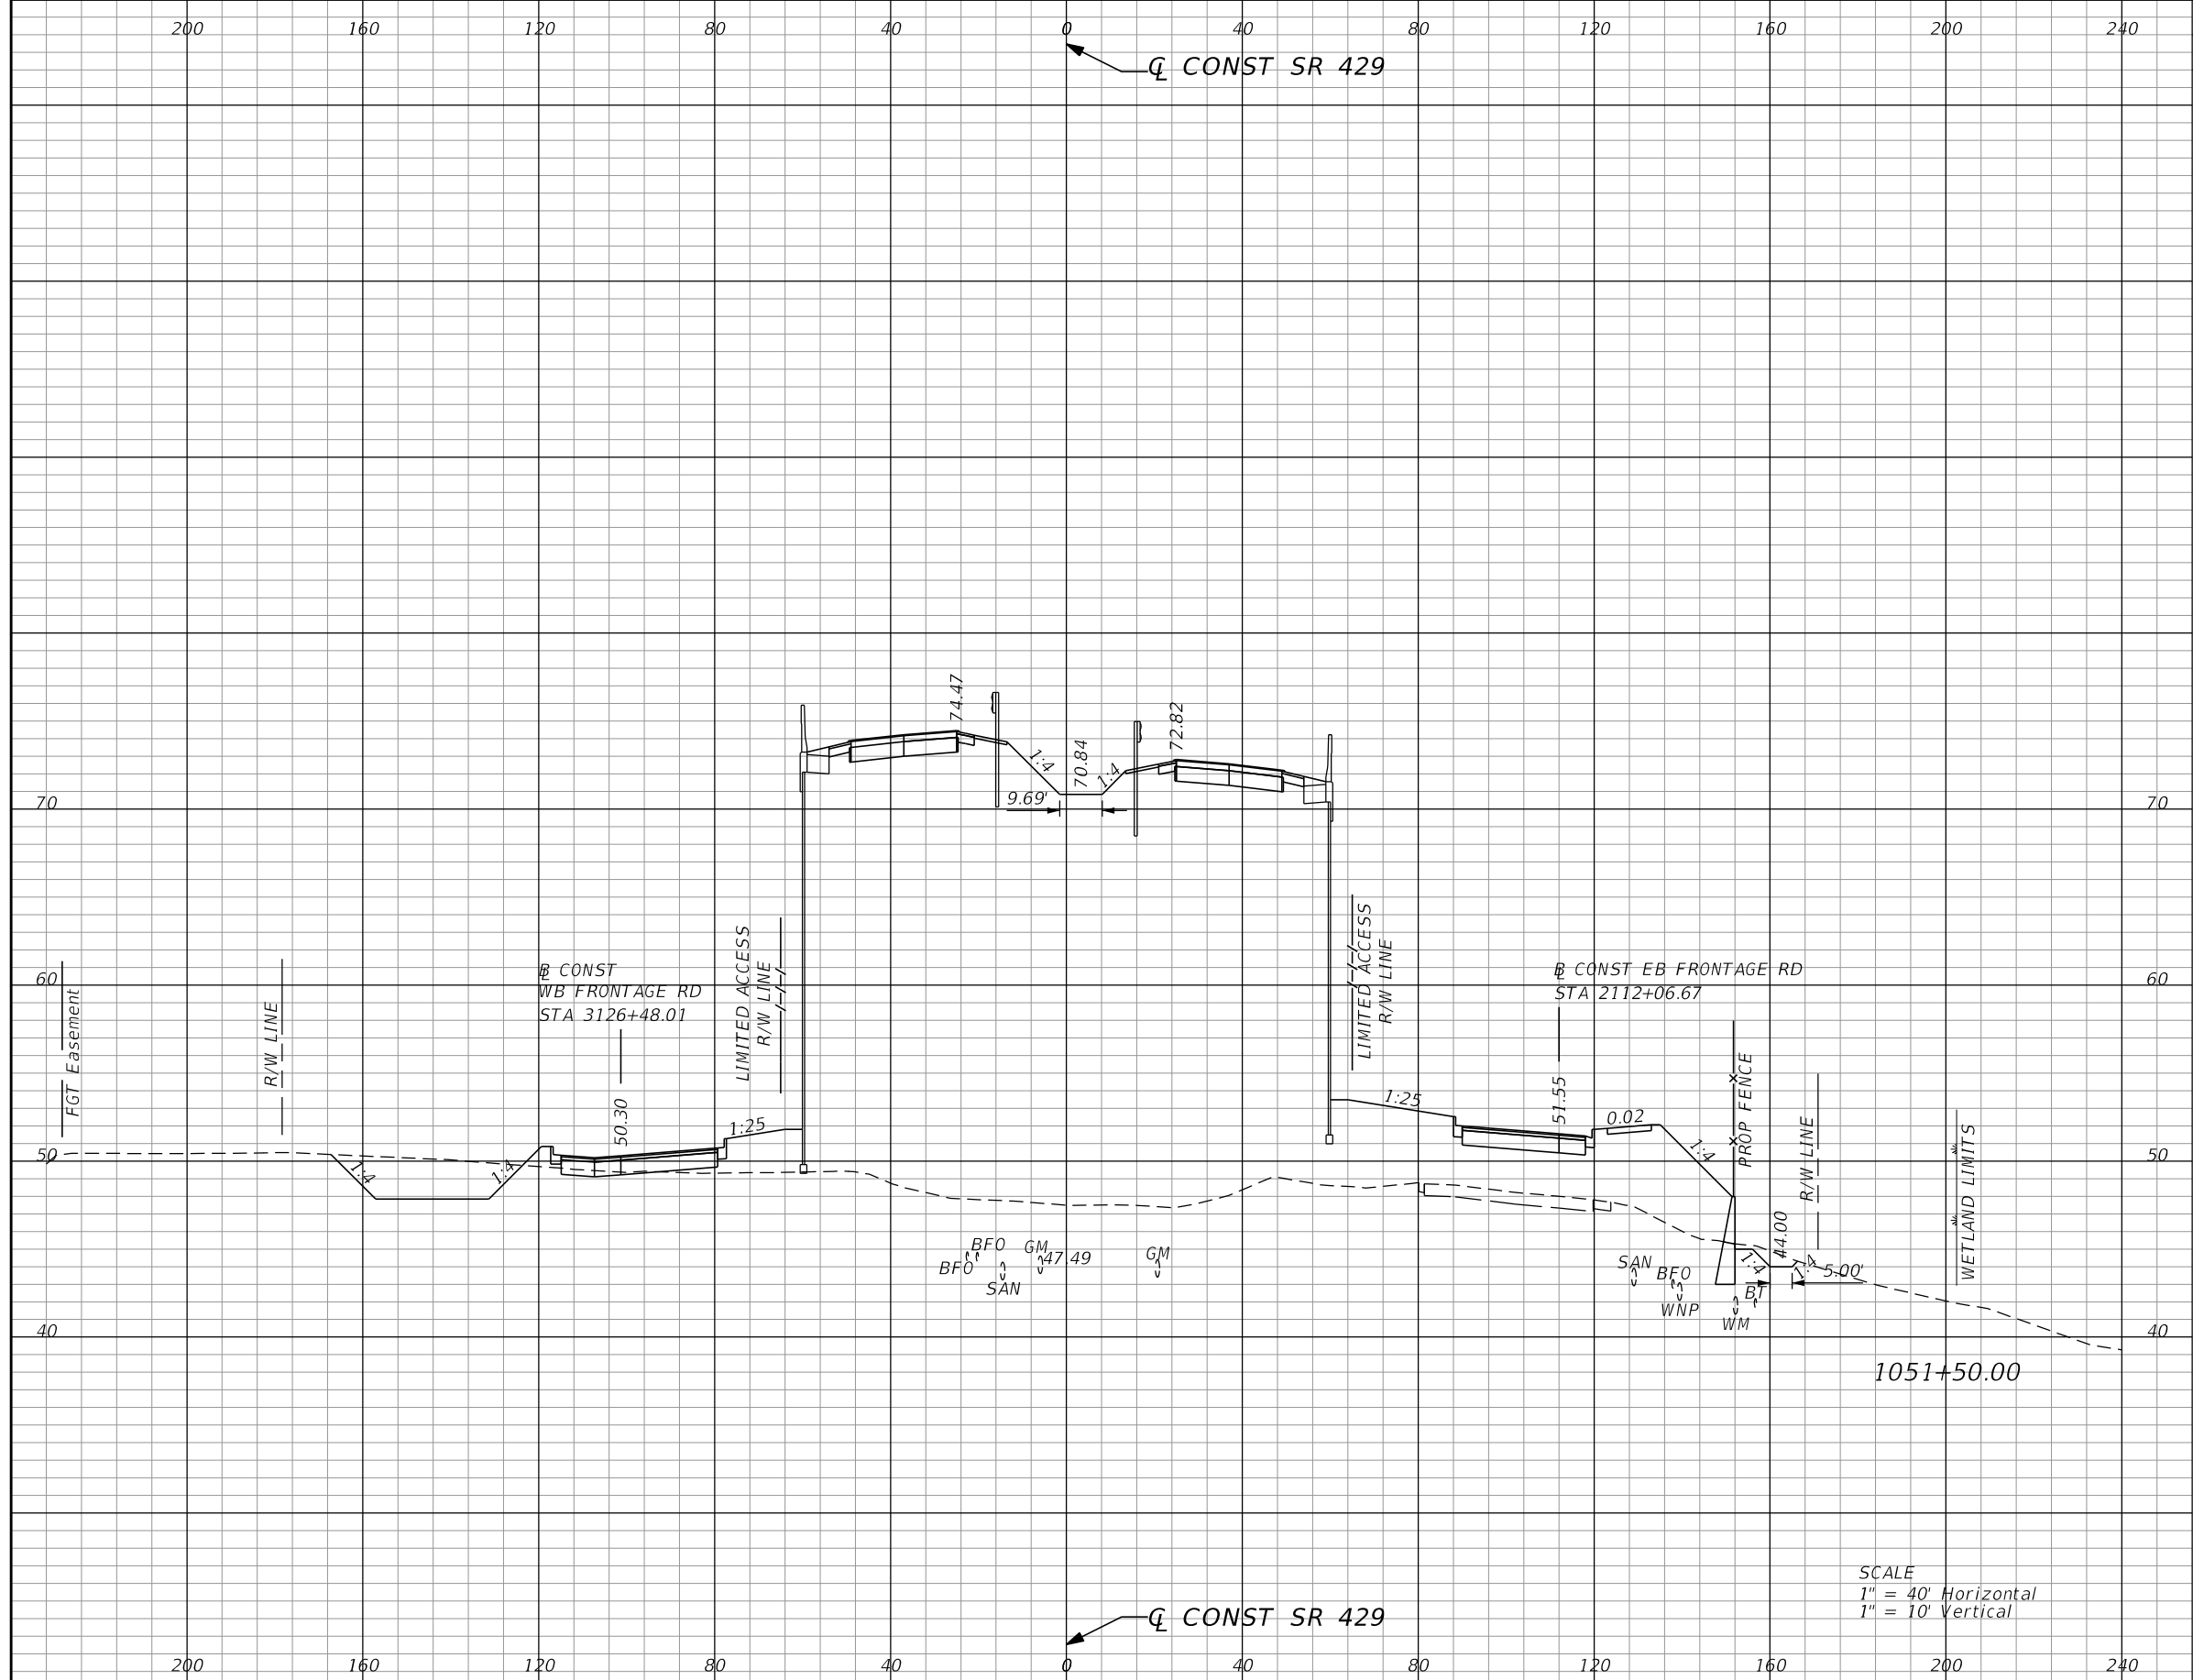 200 160 120 80 40 0 40 80 120 160 200 240
℄ CONST SR 429
74.47
72.82
70.84
1:4
1:4
9.69'
70
70
LIMITED ACCESS
R/W LINE
LIMITED ACCESS
R/W LINE
60
60
FGT Easement
R/W LINE
B CONST
WB FRONTAGE RD
STA 3126+48.01
B CONST EB FRONTAGE RD
STA 2112+06.67
50.30
1:25
1:25
51.55
0.02
PROP FENCE
R/W LINE
WETLAND LIMITS
50
50
1:4
1:4
1:4
44.00
BFO
BFO
SAN
GM
47.49
GM
SAN
BFO
WNP
WM
BT
1:4
1:4
5.00'
40
40
1051+50.00
SCALE
1" = 40' Horizontal
1" = 10' Vertical
℄ CONST SR 429
200 160 120 80 40 0 40 80 120 160 200 240